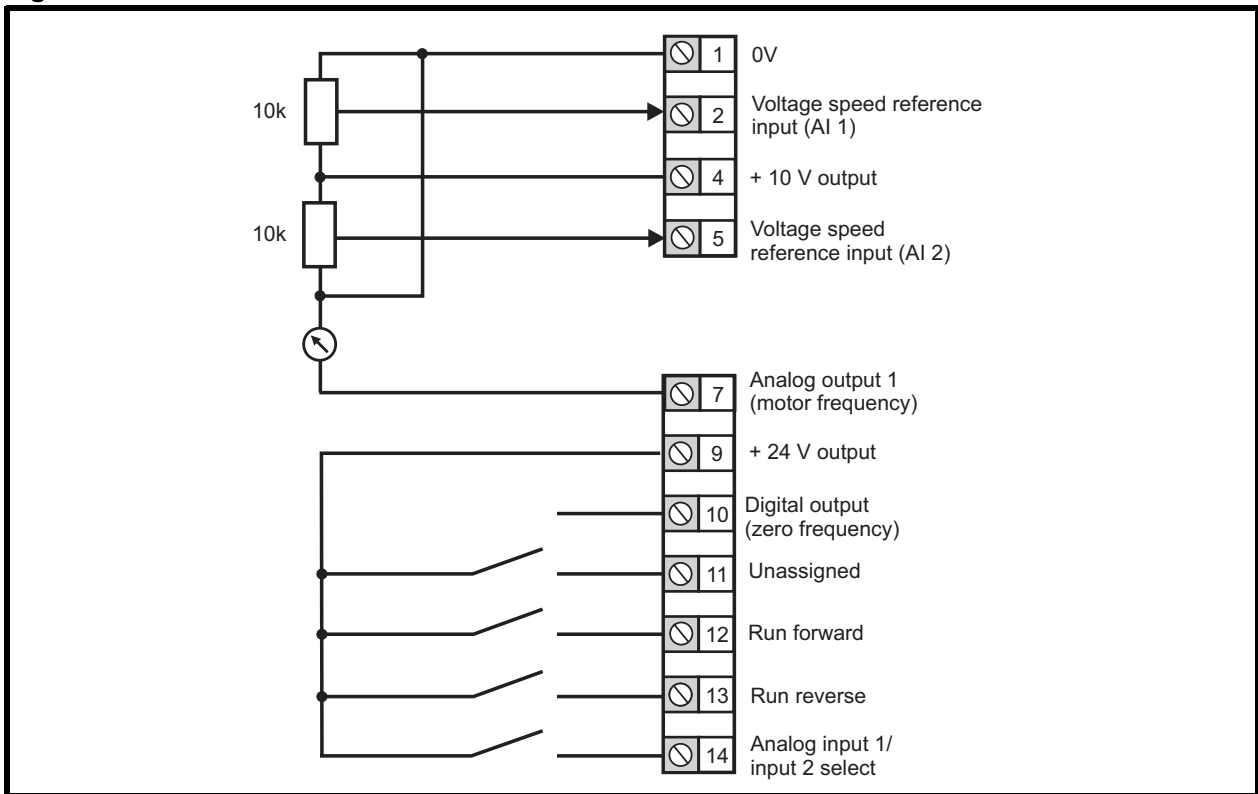 1 0V
10k
2 Voltage speed reference
input (AI 1)
4 + 10 V output
10k
5 Voltage speed
reference input (AI 2)
7 Analog output 1
(motor frequency)
9 + 24 V output
10 Digital output
(zero frequency)
11 Unassigned
12 Run forward
13 Run reverse
14 Analog input 1/
input 2 select